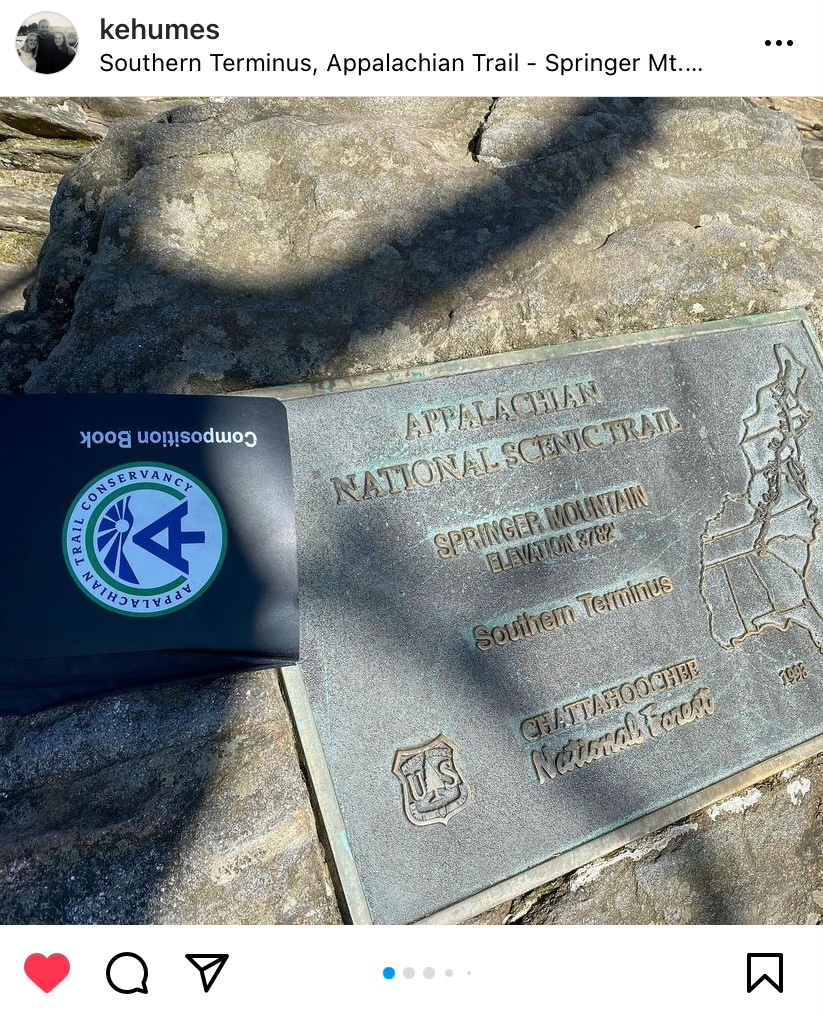 kehumes
Southern Terminus, Appalachian Trail - Springer Mt....
Composition Book
APPALACHIAN TRAIL CONSERVANCY
AT
APPALACHIAN
NATIONAL SCENIC TRAIL
SPRINGER MOUNTAIN
ELEVATION 3782'
Southern Terminus
CHATTAHOOCHEE
National Forest
1993
US